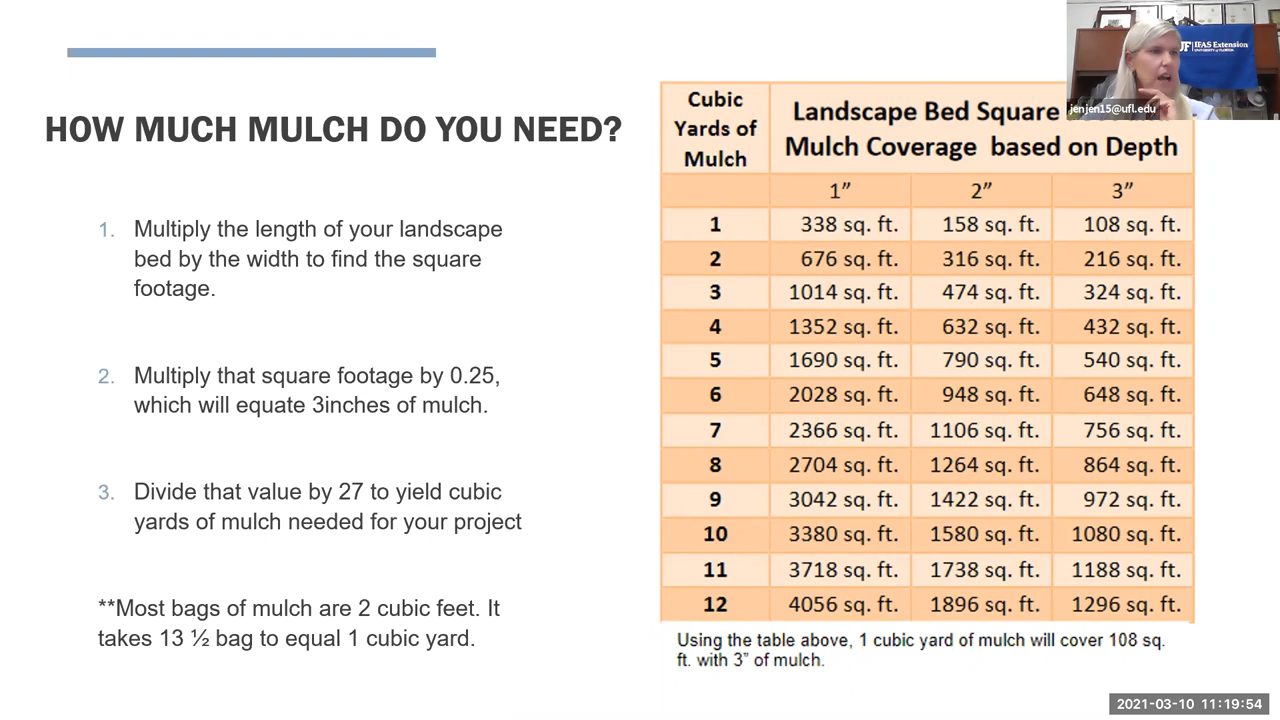 HOW MUCH MULCH DO YOU NEED?
1. Multiply the length of your landscape
bed by the width to find the square
footage.
2. Multiply that square footage by 0.25,
which will equate 3inches of mulch.
3. Divide that value by 27 to yield cubic
yards of mulch needed for your project
**Most bags of mulch are 2 cubic feet. It
takes 13 ½ bag to equal 1 cubic yard.
UF IFAS Extension
UNIVERSITY of FLORIDA
jenjen15@ufl.edu
Cubic
Yards of
Mulch
Landscape Bed Square
Mulch Coverage based on Depth
1” 2” 3”
1 338 sq. ft. 158 sq. ft. 108 sq. ft.
2 676 sq. ft. 316 sq. ft. 216 sq. ft.
3 1014 sq. ft. 474 sq. ft. 324 sq. ft.
4 1352 sq. ft. 632 sq. ft. 432 sq. ft.
5 1690 sq. ft. 790 sq. ft. 540 sq. ft.
6 2028 sq. ft. 948 sq. ft. 648 sq. ft.
7 2366 sq. ft. 1106 sq. ft. 756 sq. ft.
8 2704 sq. ft. 1264 sq. ft. 864 sq. ft.
9 3042 sq. ft. 1422 sq. ft. 972 sq. ft.
10 3380 sq. ft. 1580 sq. ft. 1080 sq. ft.
11 3718 sq. ft. 1738 sq. ft. 1188 sq. ft.
12 4056 sq. ft. 1896 sq. ft. 1296 sq. ft.
Using the table above, 1 cubic yard of mulch will cover 108 sq.
ft. with 3” of mulch.
2021-03-10 11:19:54